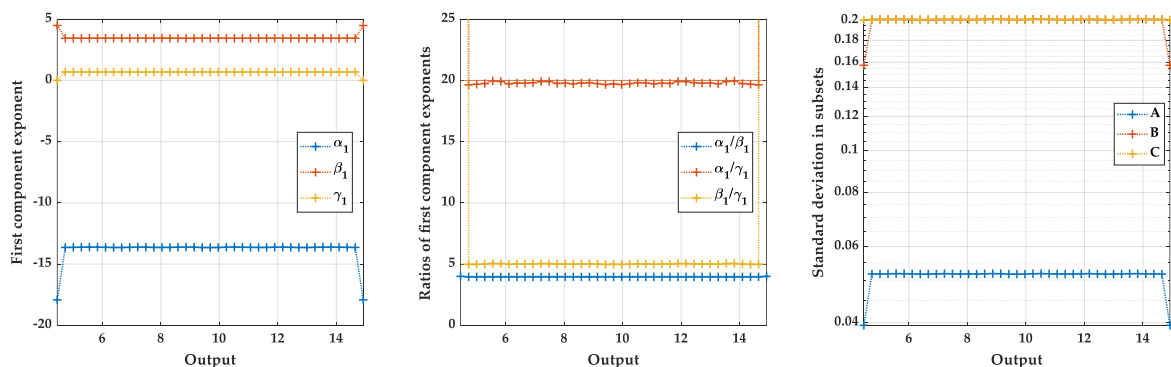 First component exponent
5
0
-5
-10
-15
-20
6
8
10
12
14
Output
α₁
β₁
γ₁
Ratios of first component exponents
25
20
15
10
5
0
6
8
10
12
14
Output
α₁/β₁
α₁/γ₁
β₁/γ₁
Standard deviation in subsets
0.2
0.18
0.16
0.14
0.12
0.1
0.08
0.06
0.04
6
8
10
12
14
Output
A
B
C